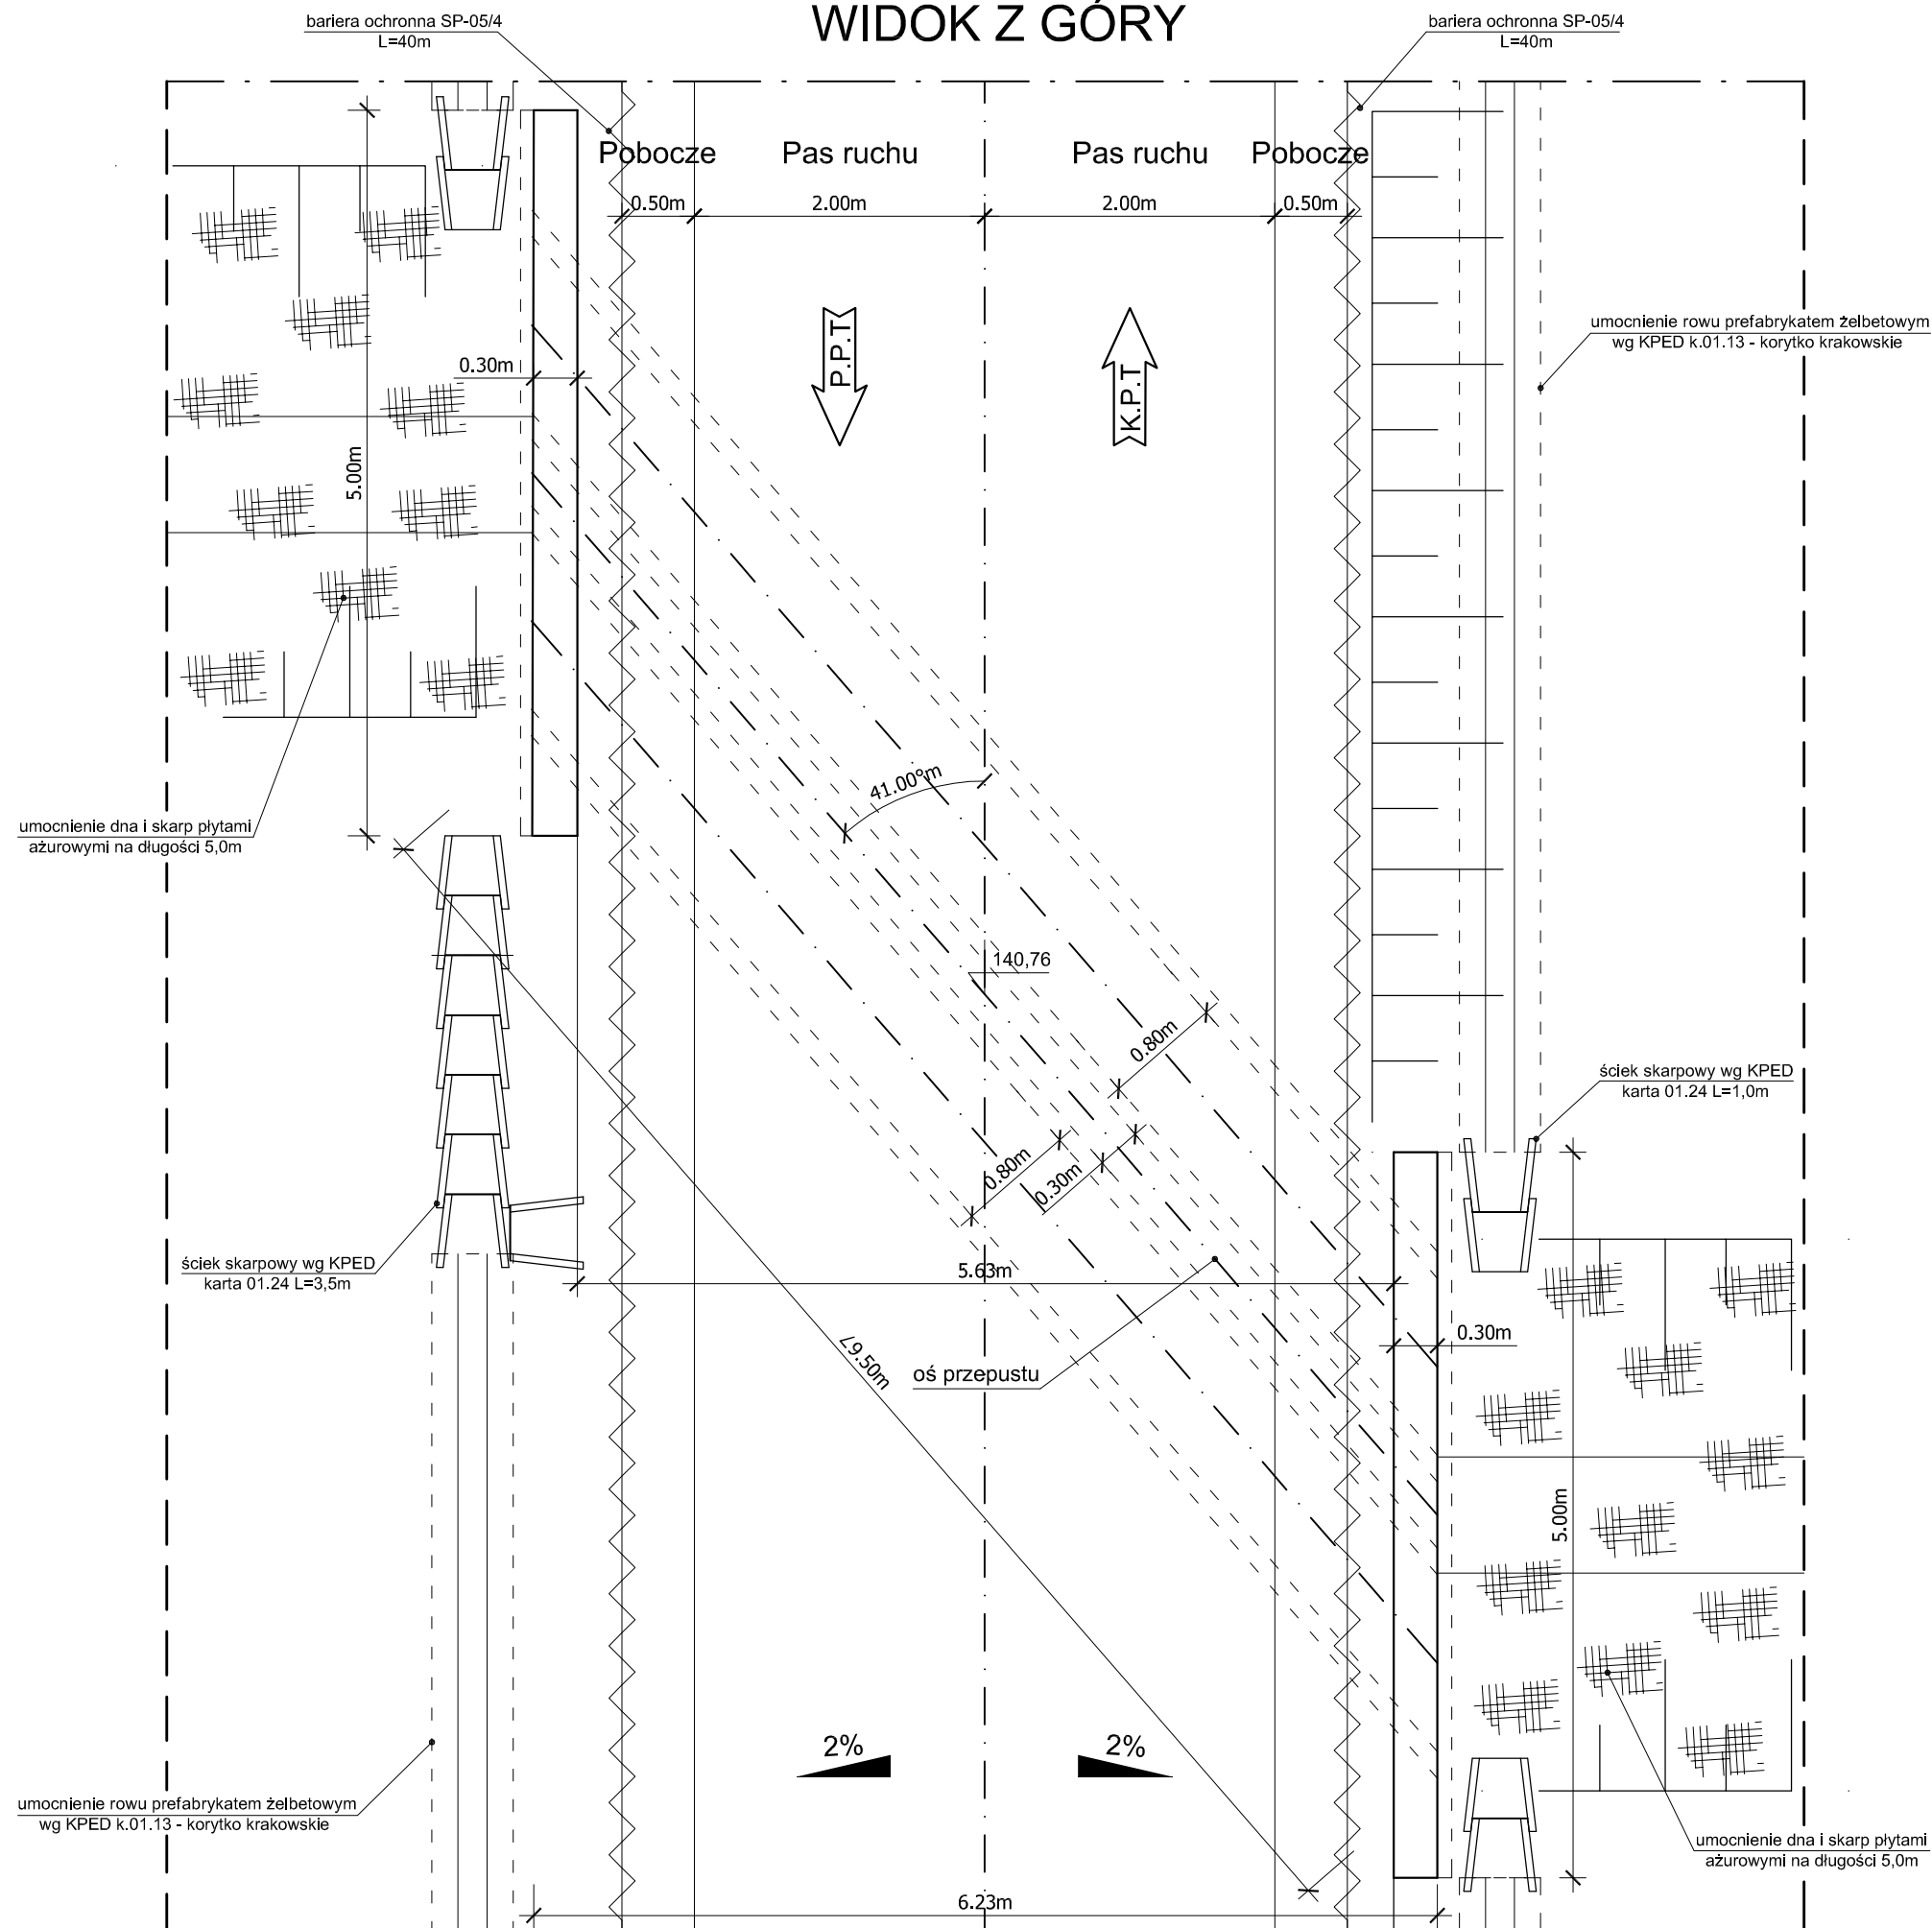 WIDOK Z GÓRY
bariera ochronna SP-05/4
L=40m
bariera ochronna SP-05/4
L=40m
Pobocze
Pas ruchu
Pas ruchu
Pobocze
0.50m
2.00m
2.00m
0.50m
P.P.T
K.P.T
umocnienie rowu prefabrykatem żelbetowym
wg KPED k.01.13 - korytko krakowskie
0.30m
5.00m
41.00°m
umocnienie dna i skarp płytami
ażurowymi na długości 5,0m
140,76
0.80m
ściek skarpowy wg KPED
karta 01.24 L=1,0m
0.80m
0.30m
ściek skarpowy wg KPED
karta 01.24 L=3,5m
5.63m
0.30m
∠9.50m
oś przepustu
5.00m
2%
2%
umocnienie rowu prefabrykatem żelbetowym
wg KPED k.01.13 - korytko krakowskie
umocnienie dna i skarp płytami
ażurowymi na długości 5,0m
6.23m